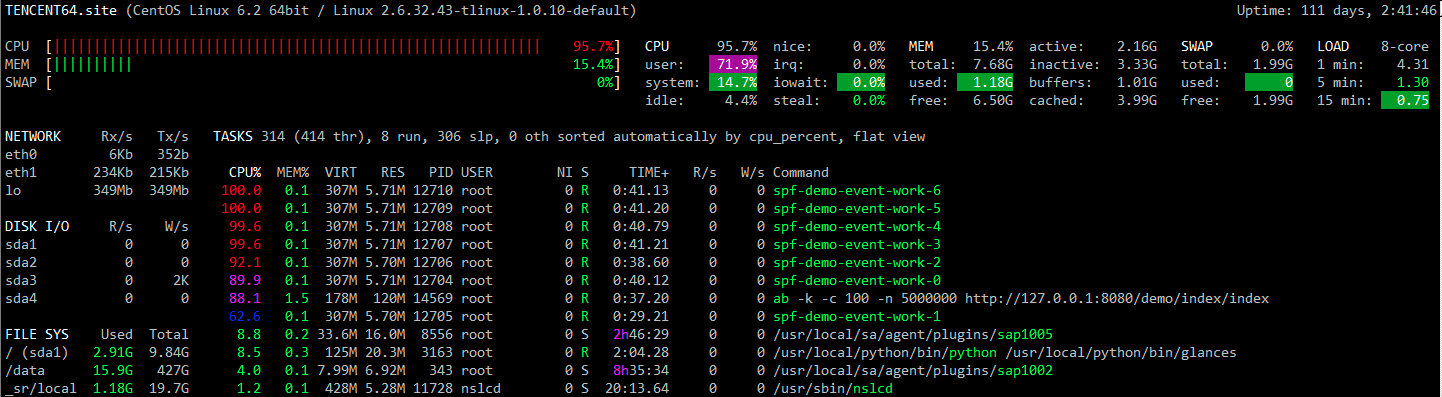 TENCENT64.site (CentOS Linux 6.2 64bit / Linux 2.6.32.43-tlinux-1.0.10-default) Uptime: 111 days, 2:41:46
CPU [||||||||||||||||||||||||||||||||||||||||||||||||||||||||||||| 95.7%] CPU 95.7% nice: 0.0% MEM 15.4% active: 2.16G SWAP 0.0% LOAD 8-core
MEM [|||||||||| 15.4%] user: 71.9% irq: 0.0% total: 7.68G inactive: 3.33G total: 1.99G 1 min: 4.31
SWAP [ 0%] system: 14.7% iowait: 0.0% used: 1.18G buffers: 1.01G used: 0 5 min: 1.30
idle: 4.4% steal: 0.0% free: 6.50G cached: 3.99G free: 1.99G 15 min: 0.75
NETWORK Rx/s Tx/s TASKS 314 (414 thr), 8 run, 306 slp, 0 oth sorted automatically by cpu_percent, flat view
eth0 6Kb 352b
eth1 234Kb 215Kb CPU% MEM% VIRT RES PID USER NI S TIME+ R/s W/s Command
lo 349Mb 349Mb 100.0 0.1 307M 5.71M 12710 root 0 R 0:41.13 0 0 spf-demo-event-work-6
100.0 0.1 307M 5.71M 12709 root 0 R 0:41.20 0 0 spf-demo-event-work-5
DISK I/O R/s W/s 99.6 0.1 307M 5.71M 12708 root 0 R 0:40.79 0 0 spf-demo-event-work-4
sda1 0 0 99.6 0.1 307M 5.71M 12707 root 0 R 0:41.21 0 0 spf-demo-event-work-3
sda2 0 0 92.1 0.1 307M 5.70M 12706 root 0 R 0:38.60 0 0 spf-demo-event-work-2
sda3 0 2K 89.9 0.1 307M 5.71M 12704 root 0 R 0:40.12 0 0 spf-demo-event-work-0
sda4 0 0 88.1 1.5 178M 120M 14569 root 0 R 0:37.20 0 0 ab -k -c 100 -n 5000000 http://127.0.0.1:8080/demo/index/index
62.6 0.1 307M 5.70M 12705 root 0 R 0:29.21 0 0 spf-demo-event-work-1
FILE SYS Used Total 8.8 0.2 33.6M 16.0M 8556 root 0 S 2h46:29 0 0 /usr/local/sa/agent/plugins/sap1005
/ (sda1) 2.91G 9.84G 8.5 0.3 125M 20.3M 3163 root 0 R 2:04.28 0 0 /usr/local/python/bin/python /usr/local/python/bin/glances
/data 15.9G 427G 4.0 0.1 7.99M 6.92M 343 root 0 S 8h35:34 0 0 /usr/local/sa/agent/plugins/sap1002
_sr/local 1.18G 19.7G 1.2 0.1 428M 5.28M 11728 nslcd 0 S 20:13.64 0 0 /usr/sbin/nslcd